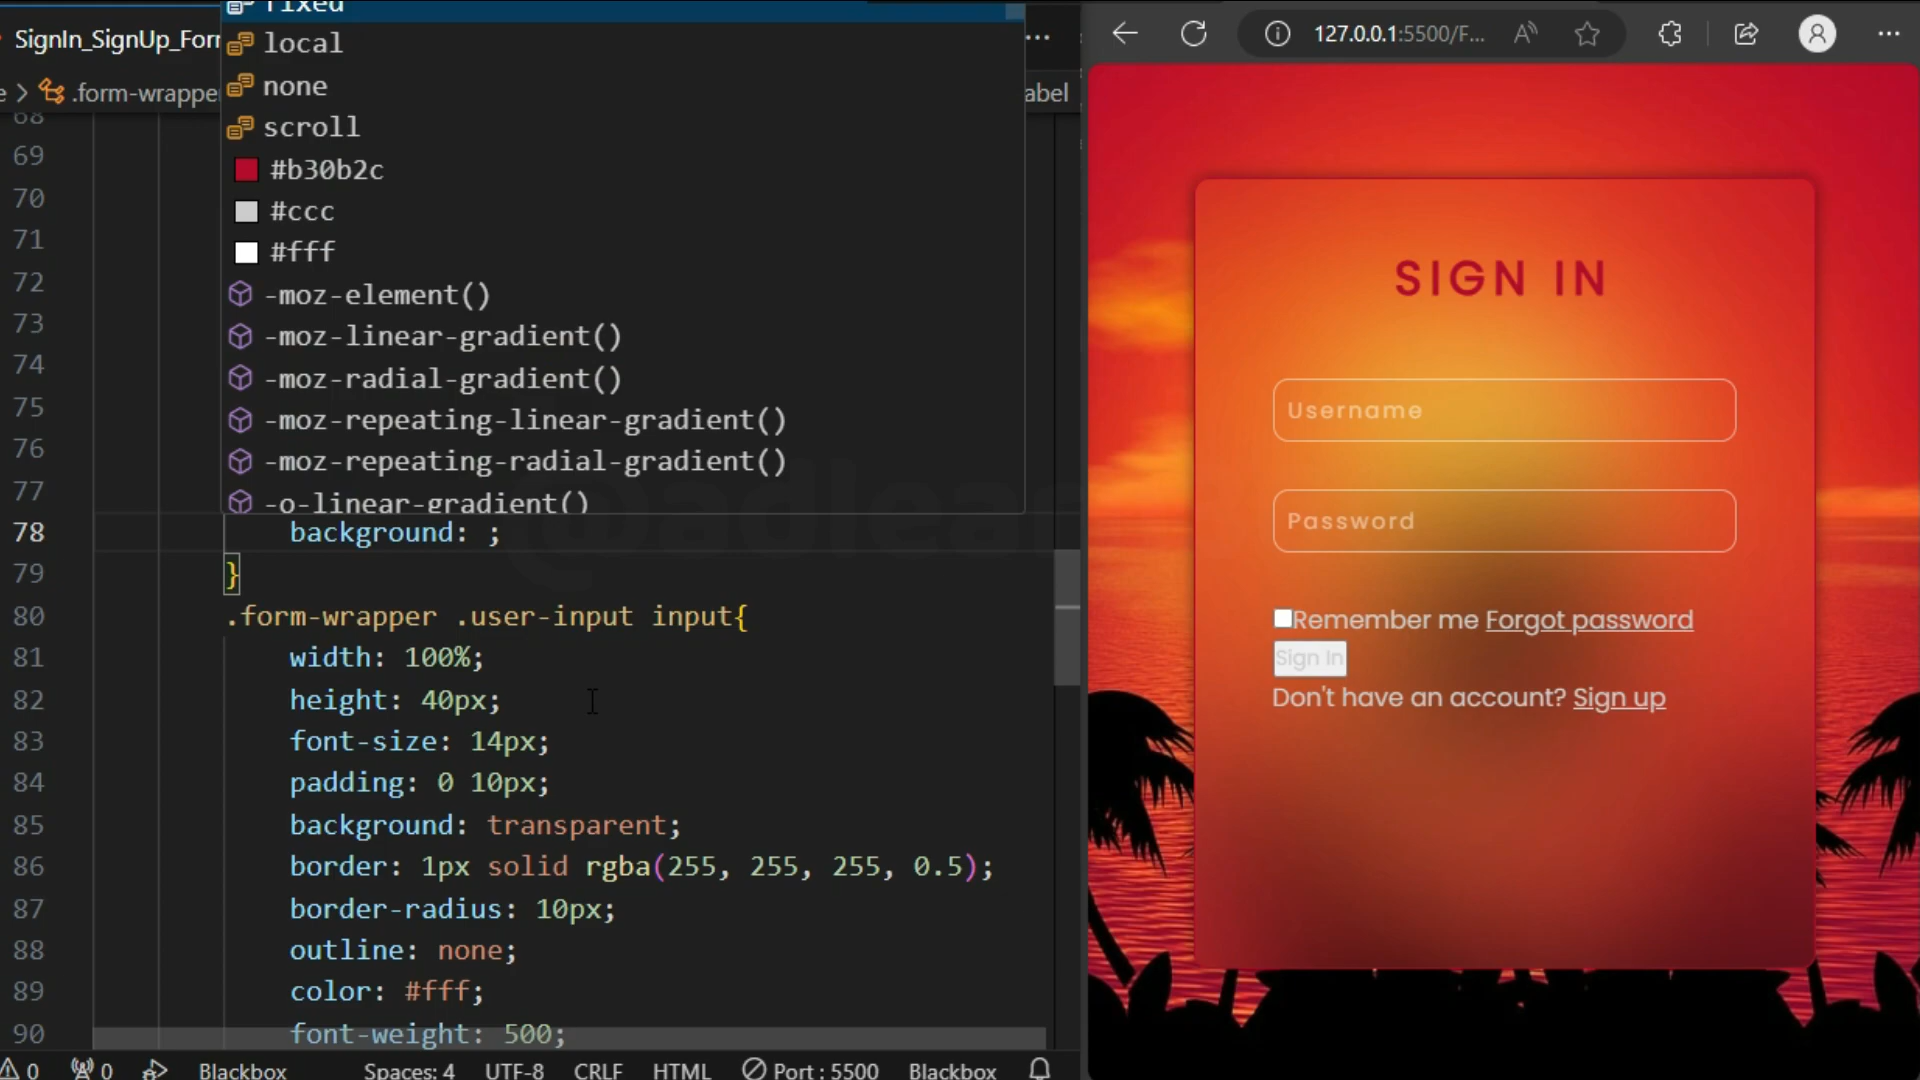 fixed
SignIn_SignUp_Forr
local
e > .form-wrappe
abel
none
scroll
#b30b2c
#ccc
#fff
-moz-element()
-moz-linear-gradient()
-moz-radial-gradient()
-moz-repeating-linear-gradient()
-moz-repeating-radial-gradient()
-o-linear-gradient()
68
69
70
71
72
73
74
75
76
77
78 background: ;
79 }
80 .form-wrapper .user-input input{
81 width: 100%;
82 height: 40px;
83 font-size: 14px;
84 padding: 0 10px;
85 background: transparent;
86 border: 1px solid rgba(255, 255, 255, 0.5);
87 border-radius: 10px;
88 outline: none;
89 color: #fff;
90 font-weight: 500;
@adlear
0 0 Blackbox Spaces: 4 UTF-8 CRLF HTML Port : 5500 Blackbox
127.0.0.1:5500/F...
SIGN IN
Username
Password
Remember me Forgot password
Sign In
Don't have an account? Sign up